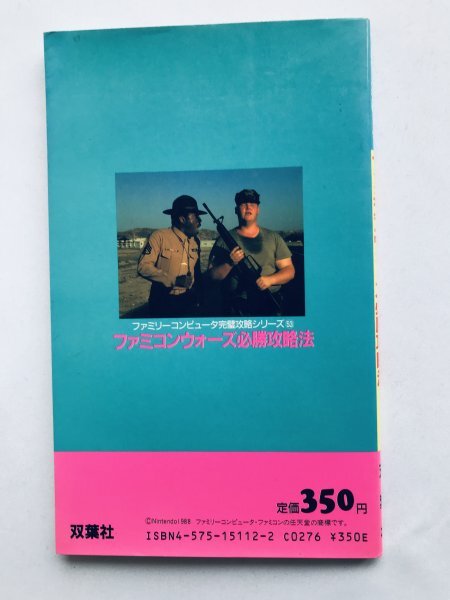 ファミリーコンピュータ完璧攻略シリーズ 53
ファミコンウォーズ必勝攻略法
定価350円
©Nintendo1988 ファミリーコンピュータ・ファミコンの任天堂の商標です。
双葉社
ISBN4-575-15112-2 C0276 ¥350E